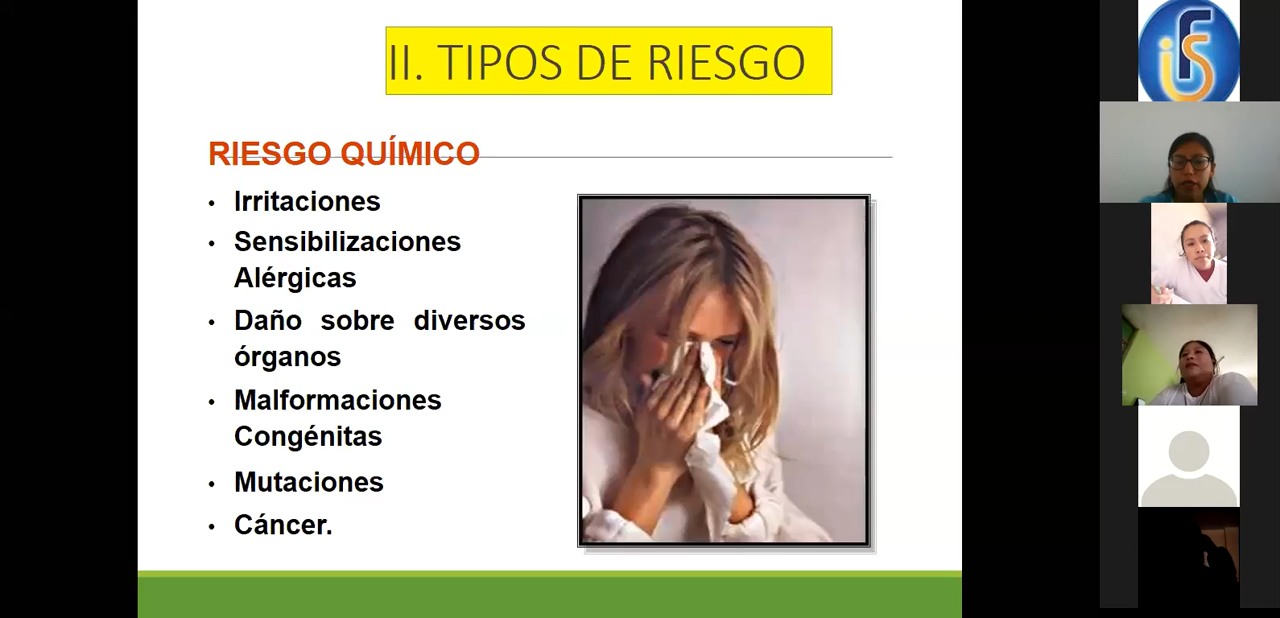 II. TIPOS DE RIESGO
RIESGO QUÍMICO
• Irritaciones
• Sensibilizaciones
Alérgicas
• Daño sobre diversos
órganos
• Malformaciones
Congénitas
• Mutaciones
• Cáncer.